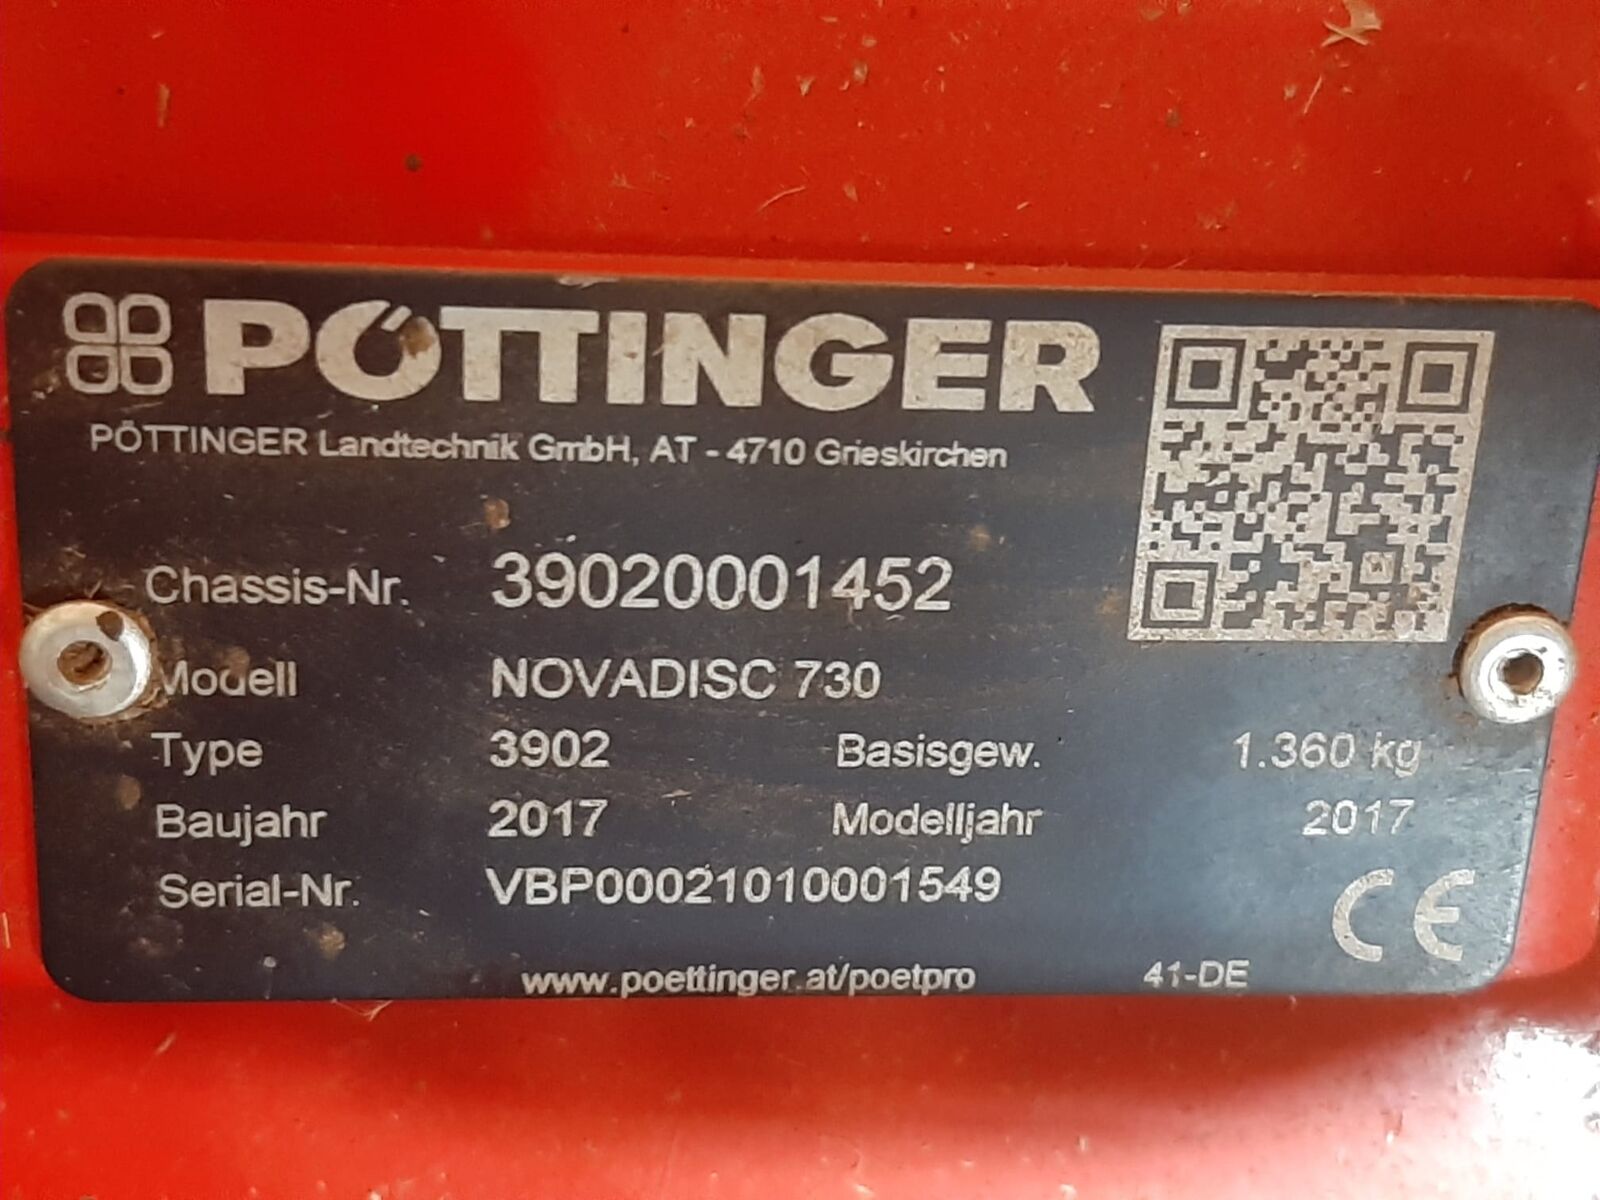 PÖTTINGER
PÖTTINGER Landtechnik GmbH, AT - 4710 Grieskirchen
Chassis-Nr. 39020001452
Modell NOVADISC 730
Type 3902 Basisgew. 1.360 kg
Baujahr 2017 Modelljahr 2017
Serial-Nr. VBP00021010001549
CE
www.poettinger.at/poetpro 41-DE